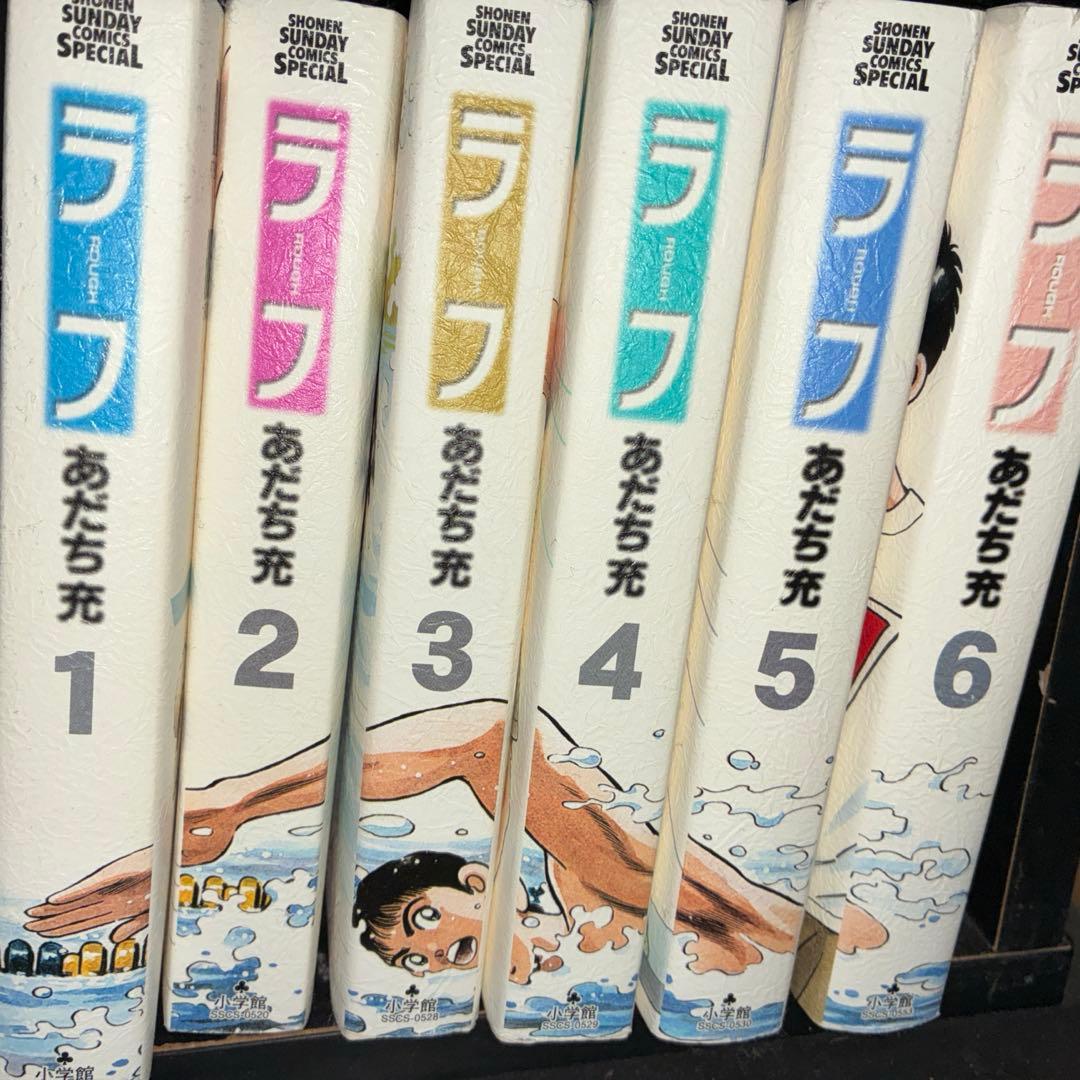 SHONEN
SUNDAY
COMICS
SPECIAL
ラフ
ROUGH
あだち充
1
小学館
SHONEN
SUNDAY
COMICS
SPECIAL
ラフ
ROUGH
あだち充
2
小学館
SSCS-0520
SHONEN
SUNDAY
COMICS
SPECIAL
ラフ
ROUGH
あだち充
3
小学館
SSCS-0528
SHONEN
SUNDAY
COMICS
SPECIAL
ラフ
ROUGH
あだち充
4
小学館
SSCS-0529
SHONEN
SUNDAY
COMICS
SPECIAL
ラフ
ROUGH
あだち充
5
小学館
SSCS-0530
ラフ
ROUGH
あだち充
6
小学館
SSCS-0553